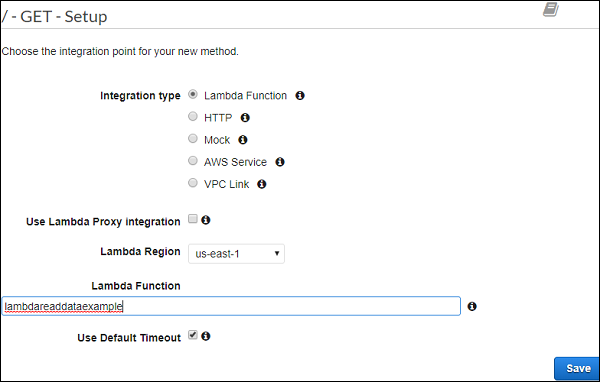 / - GET - Setup
Choose the integration point for your new method.
Integration type Lambda Function
HTTP
Mock
AWS Service
VPC Link
Use Lambda Proxy integration
Lambda Region us-east-1
Lambda Function
lambdareaddataexample
Use Default Timeout
Save